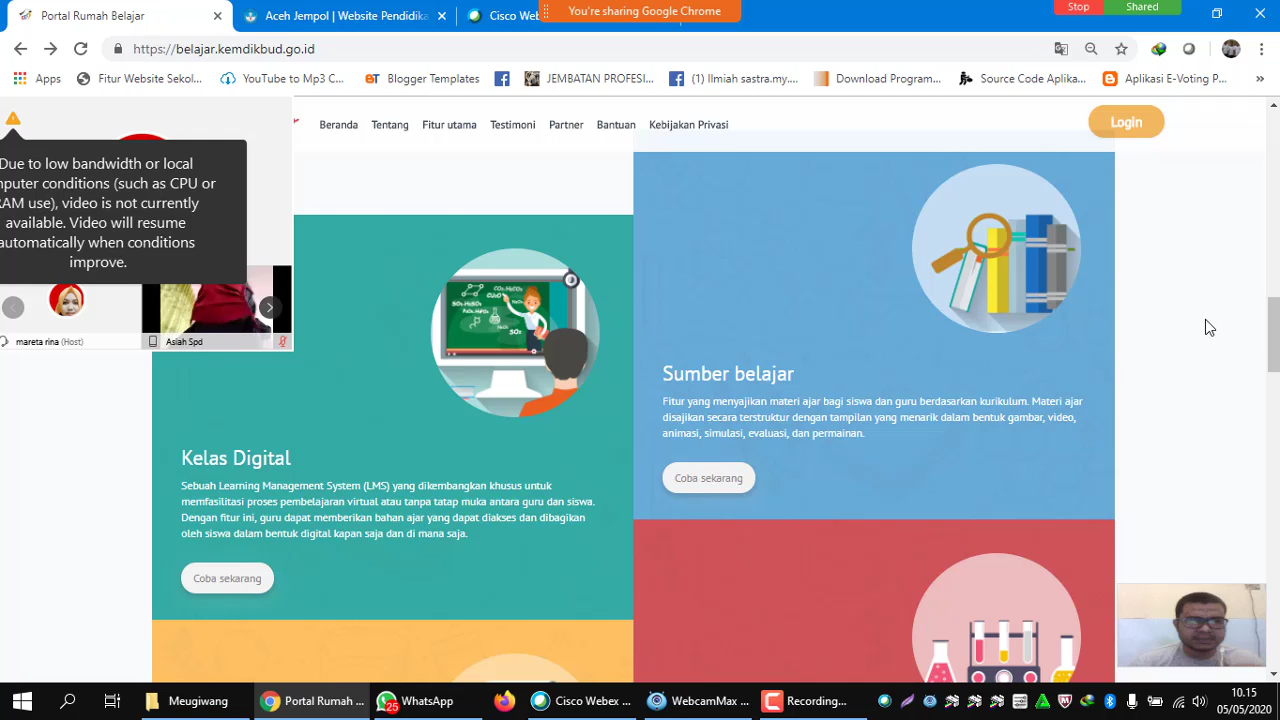 Portal Rumah Belajar
Aceh Jempol | Website Pendidika
Cisco Web
You're sharing Google Chrome
Stop
Shared
https://belajar.kemdikbud.go.id
Apps
Fitur Website Sekol...
YouTube to Mp3 C...
Blogger Templates
JEMBATAN PROFESI...
(1) Ilmiah sastra.my....
Download Program...
Source Code Aplika...
Aplikasi E-Voting P...
Beranda
Tentang
Fitur utama
Testimoni
Partner
Bantuan
Kebijakan Privasi
Login
Due to low bandwidth or local
mputer conditions (such as CPU or
RAM use), video is not currently
available. Video will resume
automatically when conditions
improve.
mareta rina (Host)
Asiah Spd
Kelas Digital
Sebuah Learning Management System (LMS) yang dikembangkan khusus untuk
memfasilitasi proses pembelajaran virtual atau tanpa tatap muka antara guru dan siswa.
Dengan fitur ini, guru dapat memberikan bahan ajar yang dapat diakses dan dibagikan
oleh siswa dalam bentuk digital kapan saja dan di mana saja.
Coba sekarang
Sumber belajar
Fitur yang menyajikan materi ajar bagi siswa dan guru berdasarkan kurikulum. Materi ajar
disajikan secara terstruktur dengan tampilan yang menarik dalam bentuk gambar, video,
animasi, simulasi, evaluasi, dan permainan.
Coba sekarang
Meugiwang
Portal Rumah ...
25
WhatsApp
Cisco Webex ...
WebcamMax ...
Recording...
10.15
05/05/2020